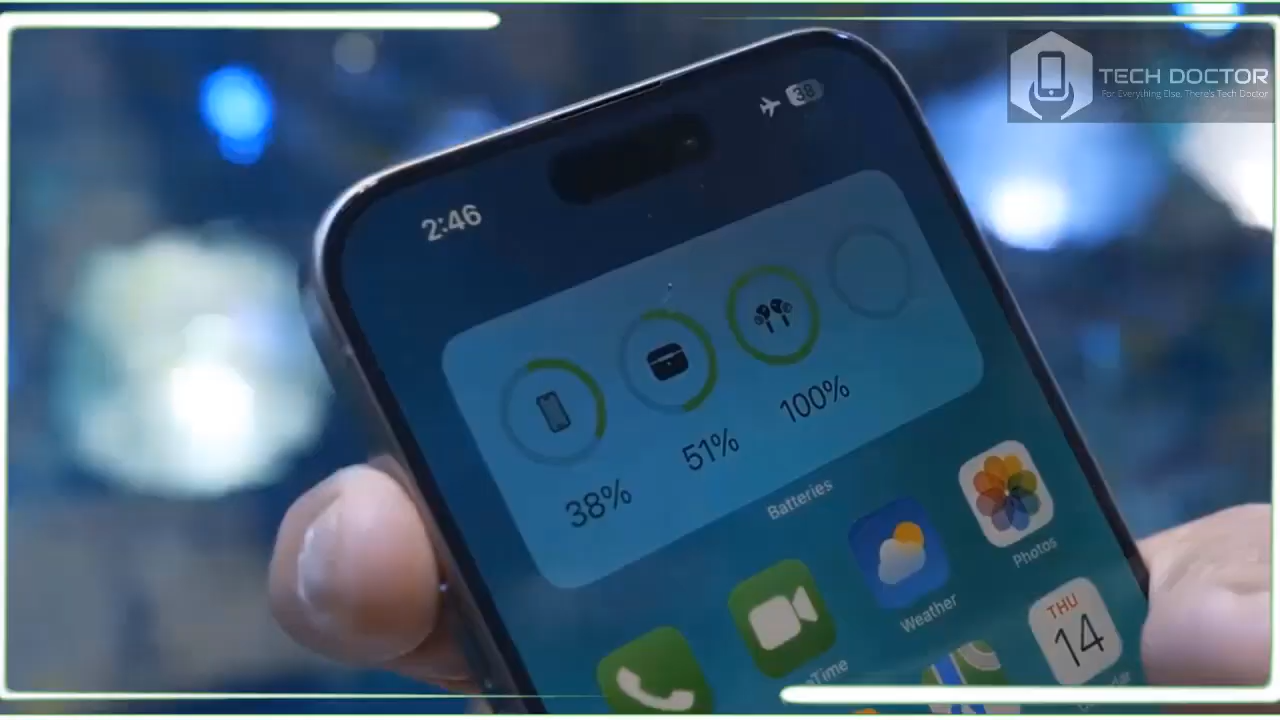 TECH DOCTOR
For Everything Else, There's Tech Doctor
38
2:46
38%
51%
100%
Batteries
Photos
Weather
THU
14